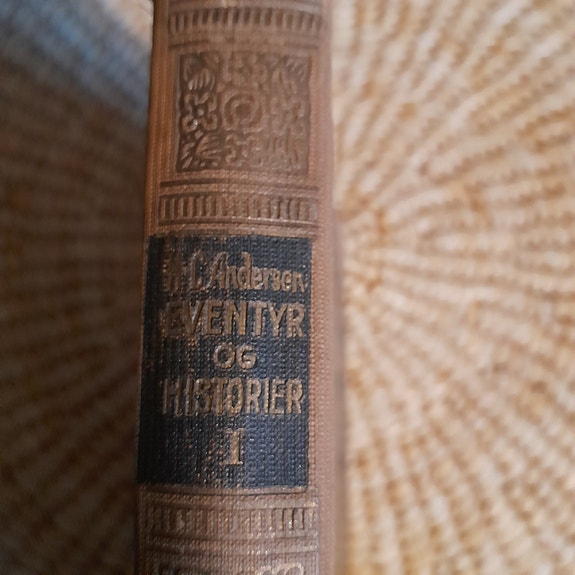 H.C. Andersen
EVENTYR
OG
HISTORIER
I